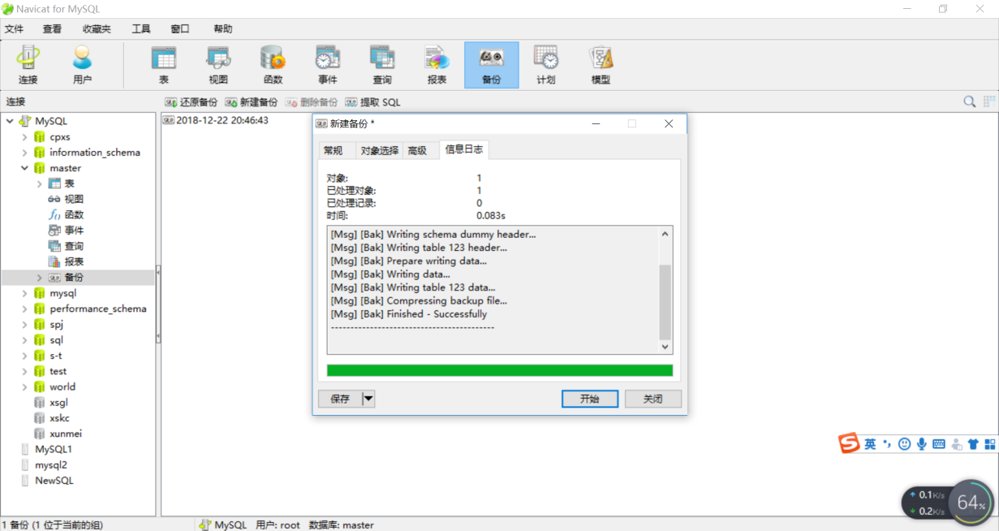 Navicat for MySQL
文件 查看 收藏夹 工具 窗口 帮助
连接 用户 表 视图 函数 事件 查询 报表 备份 计划 模型
连接 还原备份 新建备份 删除备份 提取 SQL
MySQL
cpxs
information_schema
master
表
视图
函数
事件
查询
报表
备份
mysql
performance_schema
spj
sql
s-t
test
world
xsgl
xskc
xunmei
MySQL1
mysql2
NewSQL
2018-12-22 20:46:43
新建备份 *
常规 对象选择 高级 信息日志
对象: 1
已处理对象: 1
已处理记录: 0
时间: 0.083s
[Msg] [Bak] Writing schema dummy header...
[Msg] [Bak] Writing table 123 header...
[Msg] [Bak] Prepare writing data...
[Msg] [Bak] Writing data...
[Msg] [Bak] Writing table 123 data...
[Msg] [Bak] Compressing backup file...
[Msg] [Bak] Finished - Successfully
------------------------------------------
保存 开始 关闭
S 英
0.1K/s
0.2K/s
64%
1 备份 (1 位于当前的组) MySQL 用户: root 数据库: master